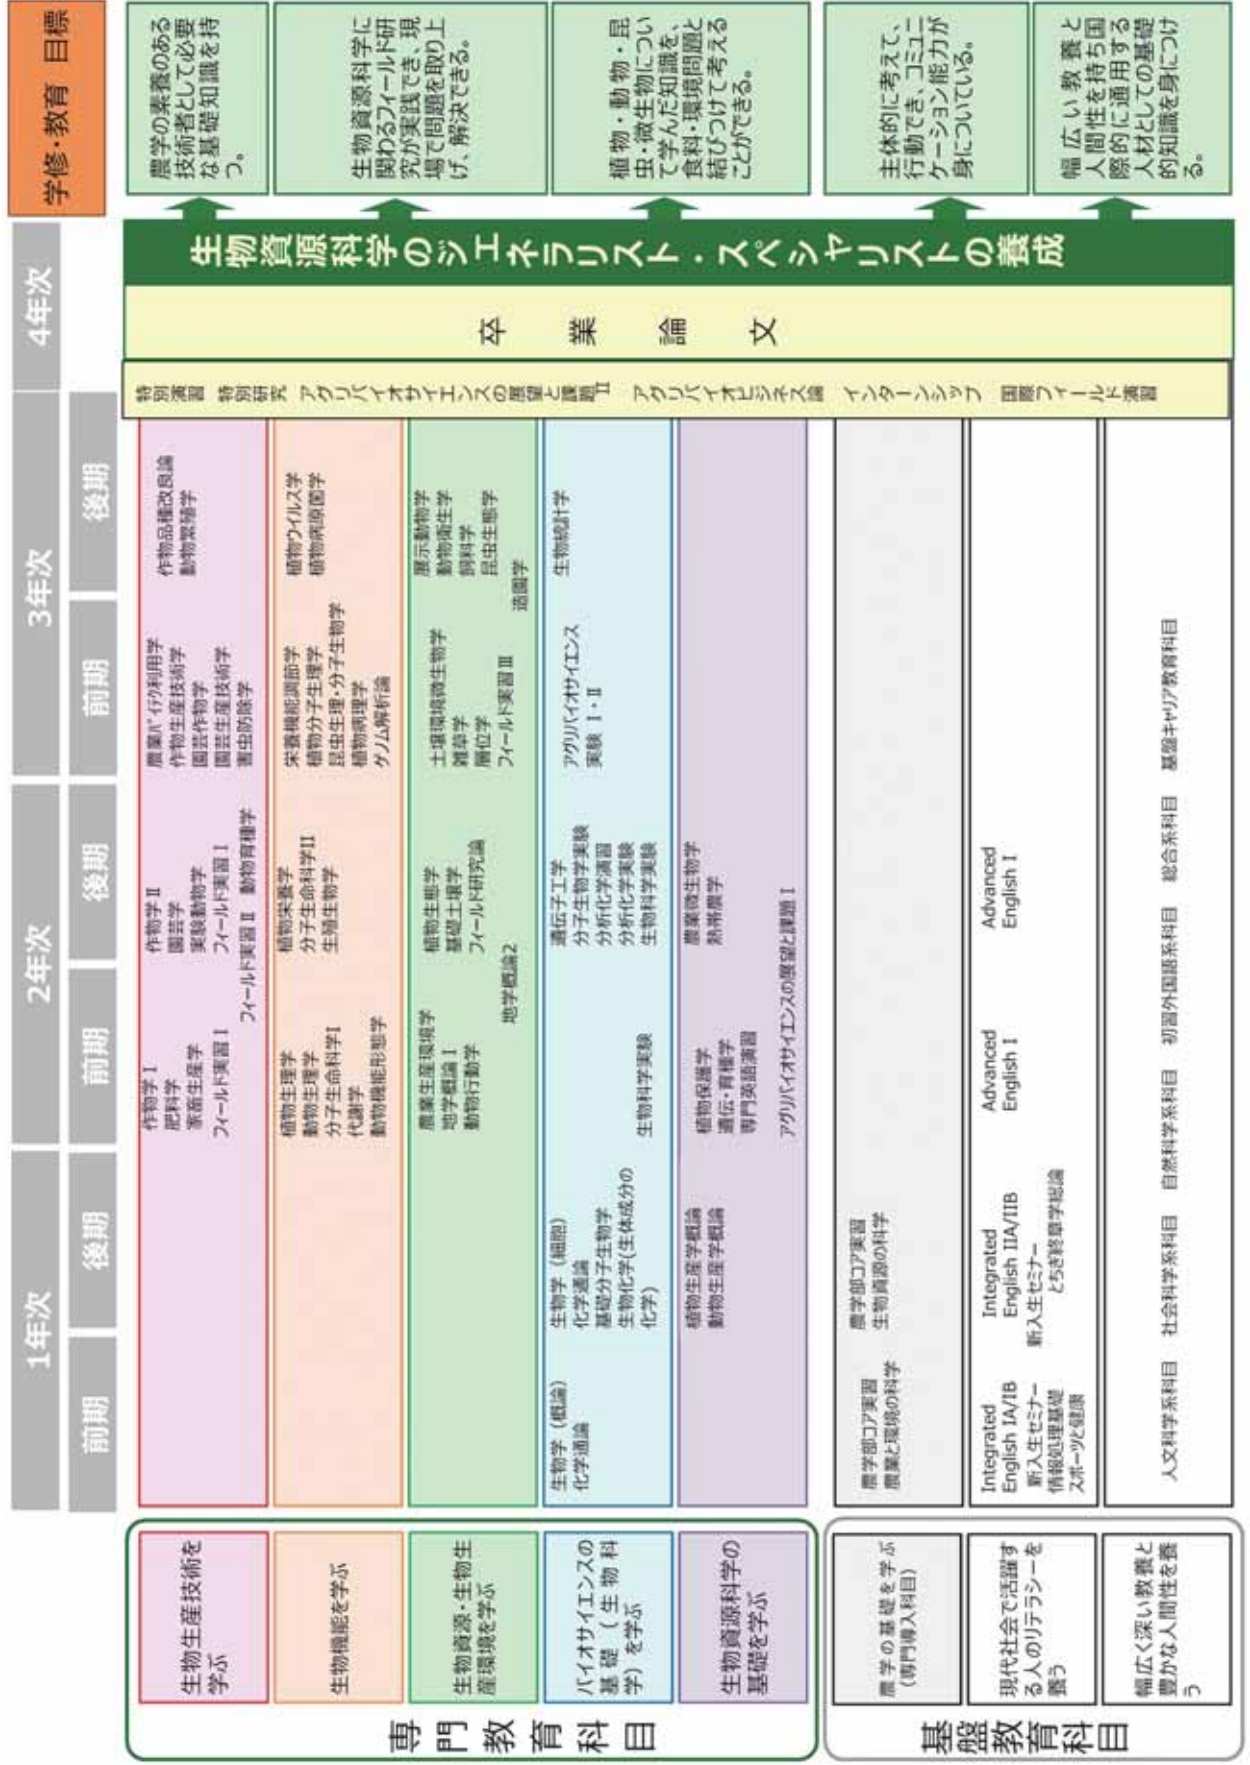 1年次
2年次
3年次
4年次
学修・教育 目標
前期
後期
前期
後期
前期
後期
専門教育科目
生物生産技術を
学ぶ
作物学Ⅰ
肥料学
家畜生産学
フィールド実習Ⅰ
作物学Ⅱ
園芸学
実験動物学
フィールド実習Ⅰ
フィールド実習Ⅱ 動物育種学
農業バイテク利用学
作物生産技術学
園芸作物学
園芸生産技術学
害虫防除学
作物品種改良論
動物繁殖学
生物機能を学ぶ
植物生理学
動物生理学
分子生命科学Ⅰ
代謝学
動物機能形態学
植物栄養学
分子生命科学Ⅱ
生殖生物学
栄養機能調節学
植物分子生理学
昆虫生理・分子生物学
植物病理学
ゲノム解析論
植物ウイルス学
植物病原菌学
生物資源・生物生
産環境を学ぶ
農業生産環境学
地学概論Ⅰ
動物行動学
地学概論2
植物生態学
基礎土壌学
フィールド研究論
土壌環境微生物学
雑草学
層位学
フィールド実習Ⅲ
造園学
展示動物学
動物衛生学
飼料学
昆虫生態学
バイオサイエンスの
基礎（生物科
学）を学ぶ
生物学（概論）
化学通論
生物学（細胞）
化学通論
基礎分子生物学
生物化学(生体成分の
化学)
生物科学実験
遺伝子工学
分子生物学実験
分析化学演習
分析化学実験
生物科学実験
アグリバイオサイエンス
実験 Ⅰ・Ⅱ
生物統計学
生物資源科学の
基礎を学ぶ
植物生産学概論
動物生産学概論
植物保護学
遺伝・育種学
専門英語演習
アグリバイオサイエンスの展望と課題Ⅰ
農業微生物学
熱帯農学
基盤教育科目
農学の基礎を学ぶ
(専門導入科目)
農学部コア実習
農業と環境の科学
農学部コア実習
生物資源の科学
現代社会で活躍す
る人のリテラシーを
養う
Integrated
English IA/IB
新入生セミナー
情報処理基礎
スポーツと健康
Integrated
English IIA/IIB
新入生セミナー
とちぎ終章学総論
Advanced
English I
Advanced
English I
幅広く深い教養と
豊かな人間性を養
う
人文科学系科目 社会科学系科目 自然科学系科目 初習外国語系科目 総合系科目 基盤キャリア教育科目
特別演習 特別研究 アグリバイオサイエンスの展望と課題Ⅱ アグリバイオビジネス論 インターンシップ 国際フィールド演習
卒業論文
生物資源科学のジェネラリスト・スペシャリストの養成
農学の素養のある
技術者として必要
な基礎知識を持
つ。
生物資源科学に
関わるフィールド研
究が実践でき、現
場で問題を取り上
げ、解決できる。
植物・動物・昆
虫・微生物につい
て学んだ知識を、
食料・環境問題と
結びつけて考える
ことができる。
主体的に考えて、
行動でき、コミュニ
ケーション能力が
身についている。
幅広い教養と
人間性を持ち国
際的に通用する
人材としての基礎
的知識を身につけ
る。